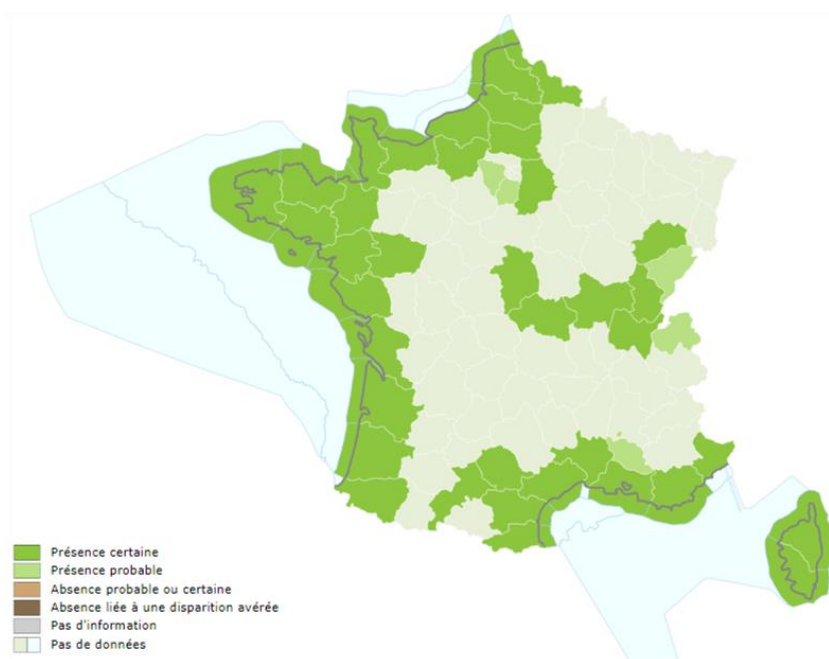 Présence certaine
Présence probable
Absence probable ou certaine
Absence liée à une disparition avérée
Pas d'information
Pas de données